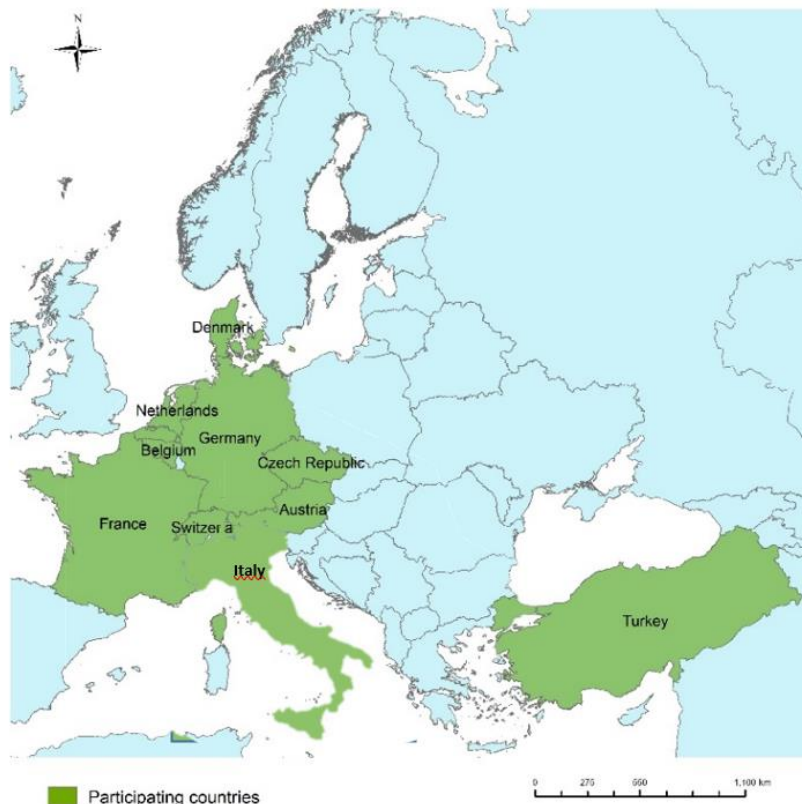 N
Denmark
Netherlands
Germany
Belgium
Czech Republic
Austria
France
Switzer a
Italy
Turkey
Participating countries
0 275 550 1,100 km